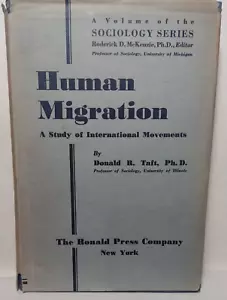 A Volume of the
SOCIOLOGY SERIES
Roderick D. McKenzie, Ph.D., Editor
Professor of Sociology, University of Michigan
Human
Migration
A Study of International Movements
By
Donald R. Taft, Ph. D.
Professor of Sociology, University of Illinois
The Ronald Press Company
New York